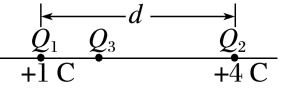 d
Q₁ Q₃ Q₂
+1 C +4 C